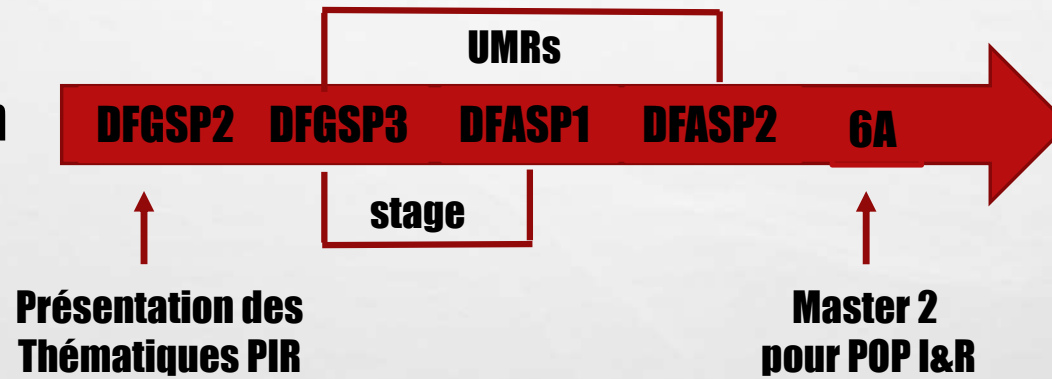 UMRs
DFGSP2 DFGSP3 DFASP1 DFASP2 6A
stage
Présentation des
Thématiques PIR
Master 2
pour POP I&R